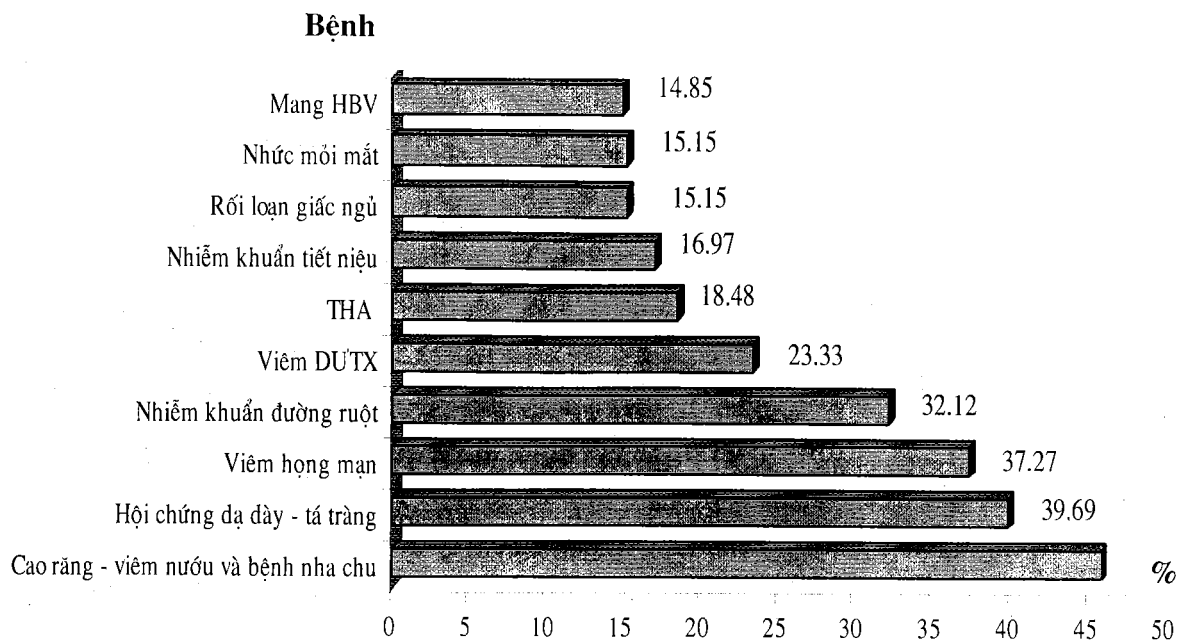 Bệnh
Mang HBV 14.85
Nhức mỏi mắt 15.15
Rối loạn giấc ngủ 15.15
Nhiễm khuẩn tiết niệu 16.97
THA 18.48
Viêm DƯTX 23.33
Nhiễm khuẩn đường ruột 32.12
Viêm họng mạn 37.27
Hội chứng dạ dày - tá tràng 39.69
Cao răng - viêm nướu và bệnh nha chu
%
0 5 10 15 20 25 30 35 40 45 50